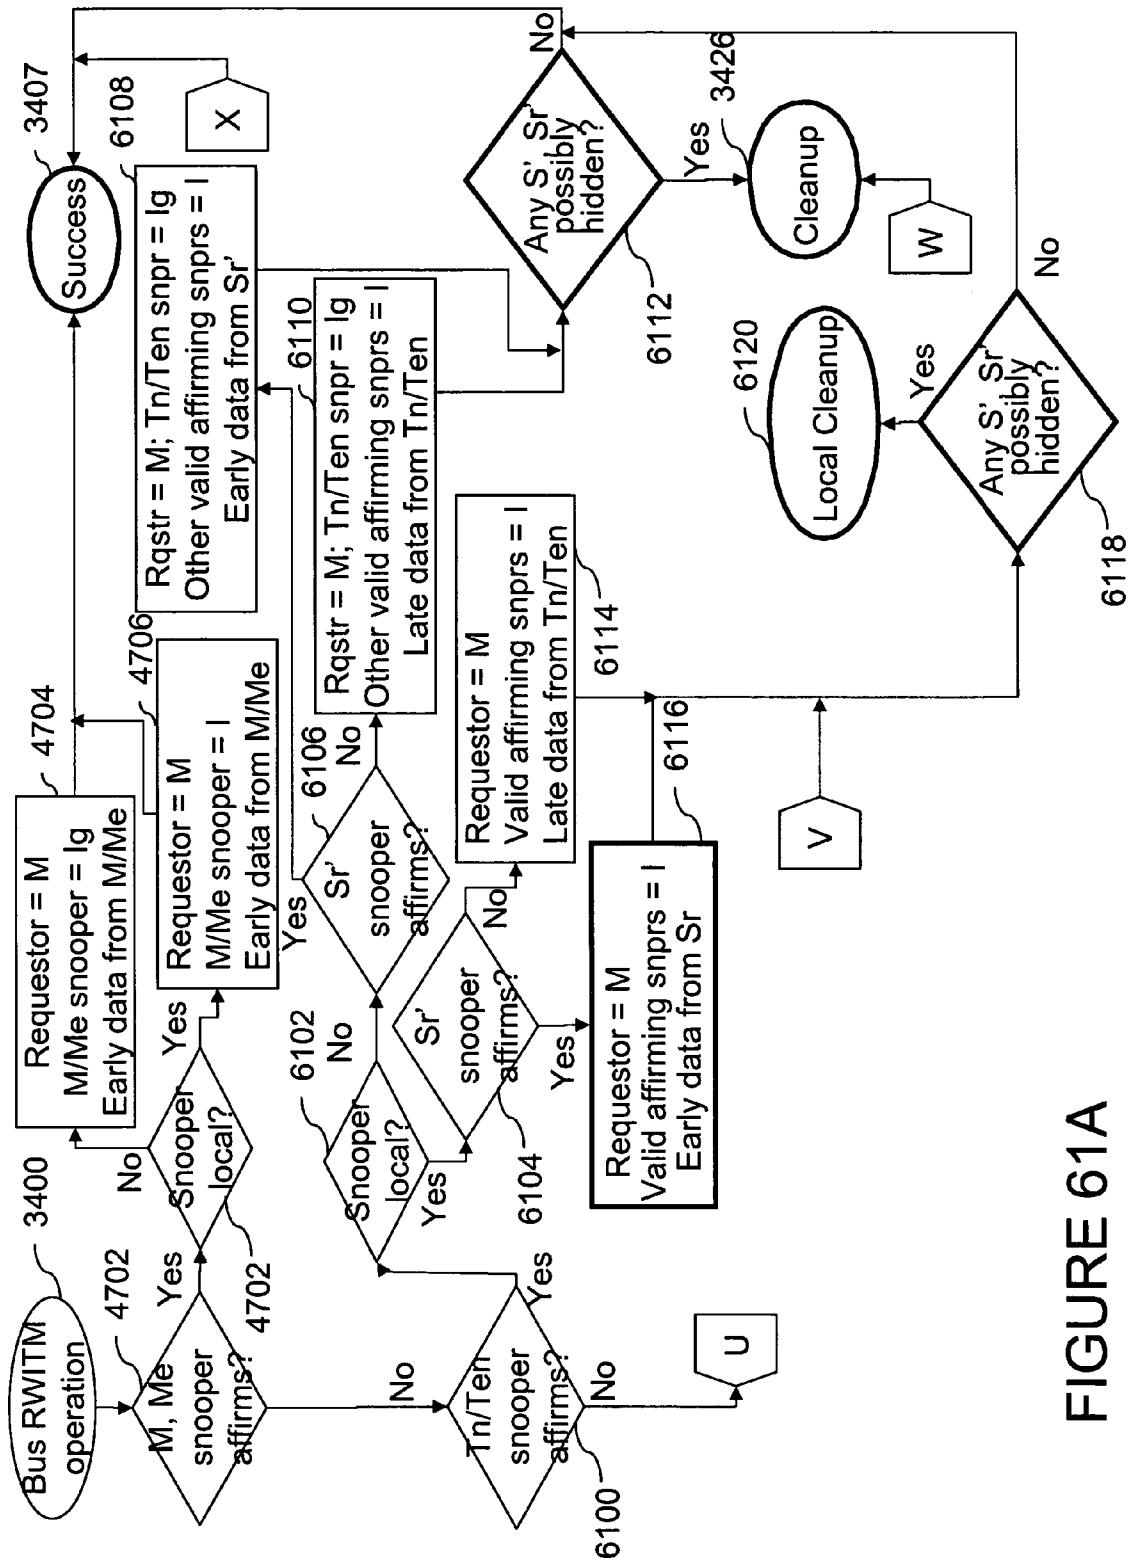 Bus RWITM
operation
3400
M, Me
snooper
affirms?
4702
Yes
No
Snooper
local?
4702
No
Yes
Requestor = M
M/Me snooper = Ig
Early data from M/Me
4704
Requestor = M
M/Me snooper = I
Early data from M/Me
4706
Success
3407
X
Tn/Ten
snooper
affirms?
6100
Yes
No
U
Snooper
local?
6102
No
Yes
Sr'
snooper
affirms?
6106
Yes
No
Rqstr = M; Tn/Ten snpr = Ig
Other valid affirming snprs = I
Early data from Sr'
6108
Rqstr = M; Tn/Ten snpr = Ig
Other valid affirming snprs = I
Late data from Tn/Ten
6110
Sr'
snooper
affirms?
6104
No
Yes
Requestor = M
Valid affirming snprs = I
Late data from Tn/Ten
6114
Requestor = M
Valid affirming snprs = I
Early data from Sr
6116
V
Any S', Sr'
possibly
hidden?
6112
No
Yes
Cleanup
3426
W
Any S', Sr'
possibly
hidden?
6118
Yes
No
Local Cleanup
6120
FIGURE 61A